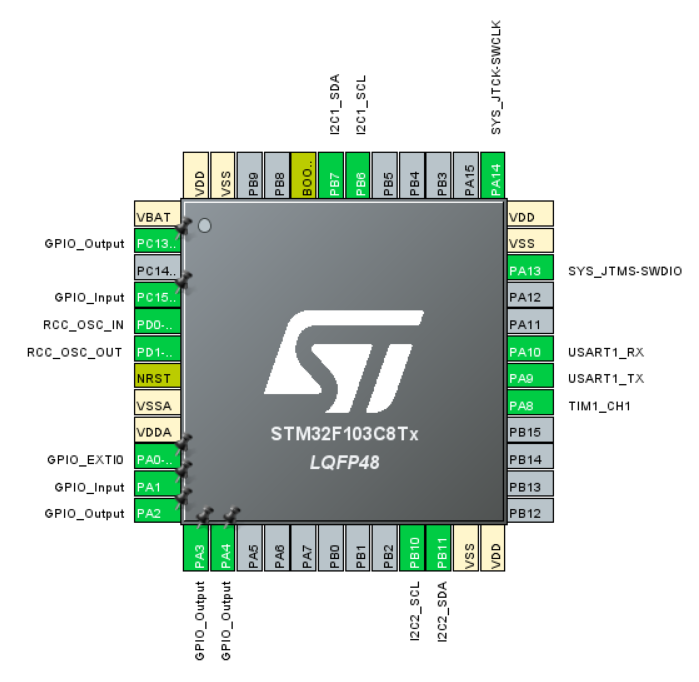 I2C1_SDA
I2C1_SCL
SYS_JTCK-SWCLK
VDD
VSS
PB9
PB8
BOO..
PB7
PB6
PB5
PB4
PB3
PA15
PA14
VBAT
GPIO_Output PC13..
PC14..
GPIO_Input PC15..
RCC_OSC_IN PD0-..
RCC_OSC_OUT PD1-..
NRST
VSSA
VDDA
GPIO_EXTI0 PA0-..
GPIO_Input PA1
GPIO_Output PA2
ST
STM32F103C8Tx
LQFP48
VDD
VSS
PA13 SYS_JTMS-SWDIO
PA12
PA11
PA10 USART1_RX
PA9 USART1_TX
PA8 TIM1_CH1
PB15
PB14
PB13
PB12
PA3
PA4
PA5
PA6
PA7
PB0
PB1
PB2
PB10
PB11
VSS
VDD
GPIO_Output
GPIO_Output
I2C2_SCL
I2C2_SDA